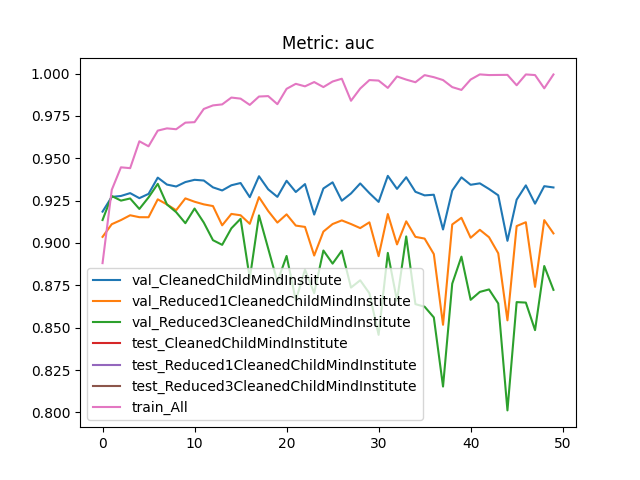 Metric: auc
1.000
0.975
0.950
0.925
0.900
0.875
0.850
0.825
0.800
val_CleanedChildMindInstitute
val_Reduced1CleanedChildMindInstitute
val_Reduced3CleanedChildMindInstitute
test_CleanedChildMindInstitute
test_Reduced1CleanedChildMindInstitute
test_Reduced3CleanedChildMindInstitute
train_All
0 10 20 30 40 50